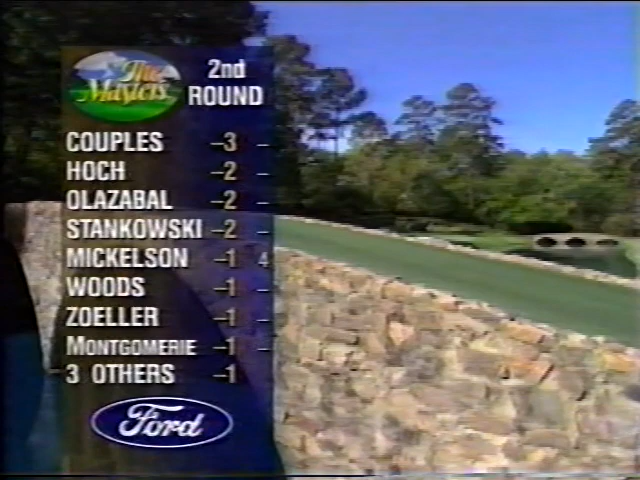 The
Masters
2nd
ROUND
COUPLES -3 -
HOCH -2 -
OLAZABAL -2 -
STANKOWSKI -2 -
MICKELSON -1 4
WOODS -1 -
ZOELLER -1 -
MONTGOMERIE -1 -
3 OTHERS -1
Ford